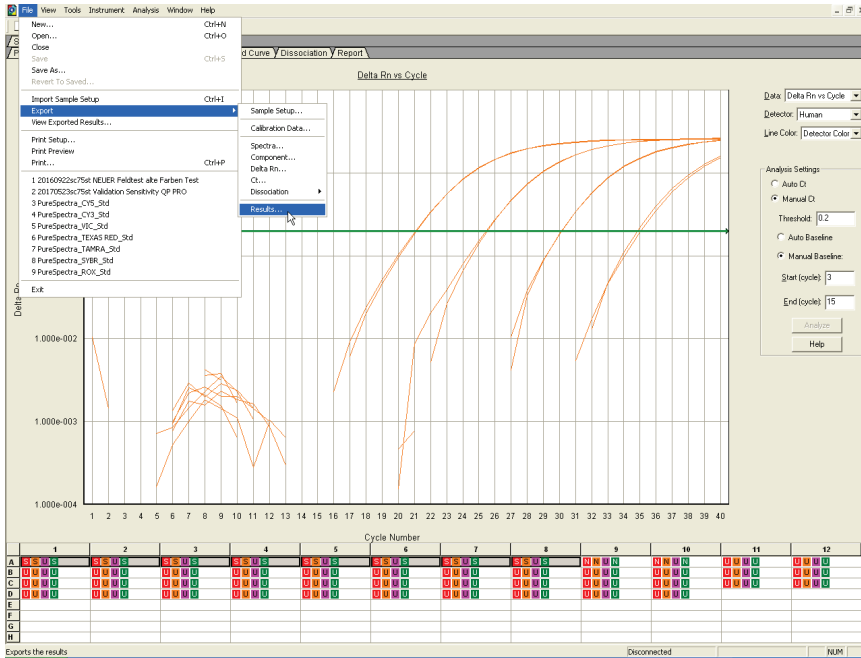 File View Tools Instrument Analysis Window Help
New... Ctrl+N
Open... Ctrl+O
Close
Save Ctrl+S
Save As...
Revert To Saved...
Import Sample Setup Ctrl+I
Export
View Exported Results...
Print Setup...
Print Preview
Print... Ctrl+P
1 20160922sc75st NEUER Feldtest alte Farben Test
2 20170523sc75st Validation Sensitivity QP PRO
3 PureSpectra_CY5_Std
4 PureSpectra_CY3_Std
5 PureSpectra_VIC_Std
6 PureSpectra_TEXAS RED_Std
7 PureSpectra_TAMRA_Std
8 PureSpectra_SYBR_Std
9 PureSpectra_ROX_Std
Exit
Sample Setup...
Calibration Data...
Spectra...
Component...
Delta Rn...
Ct...
Dissociation
Results...
d Curve Dissociation Report
Delta Rn vs Cycle
Data: Delta Rn vs Cycle
Detector: Human
Line Color: Detector Color
Analysis Settings
Auto Ct
Manual Ct
Threshold: 0.2
Auto Baseline
Manual Baseline:
Start (cycle): 3
End (cycle): 15
Analyze
Help
1.000e-002
1.000e-003
1.000e-004
1 2 3 4 5 6 7 8 9 10 11 12 13 14 15 16 17 18 19 20 21 22 23 24 25 26 27 28 29 30 31 32 33 34 35 36 37 38 39 40
Cycle Number
1 2 3 4 5 6 7 8 9 10 11 12
A S S U S S S U S S S U S S S U S S S U S S S U S S S U S S S U S N N U N N N U N U U U U U U U U
B U U U U U U U U U U U U U U U U U U U U U U U U U U U U U U U U U U U U U U U U U U U U U U U U
C U U U U U U U U U U U U U U U U U U U U U U U U U U U U U U U U U U U U U U U U U U U U U U U U
D U U U U U U U U U U U U U U U U U U U U U U U U U U U U U U U U U U U U U U U U U U U U U U U U
E
F
G
H
Exports the results Disconnected NUM